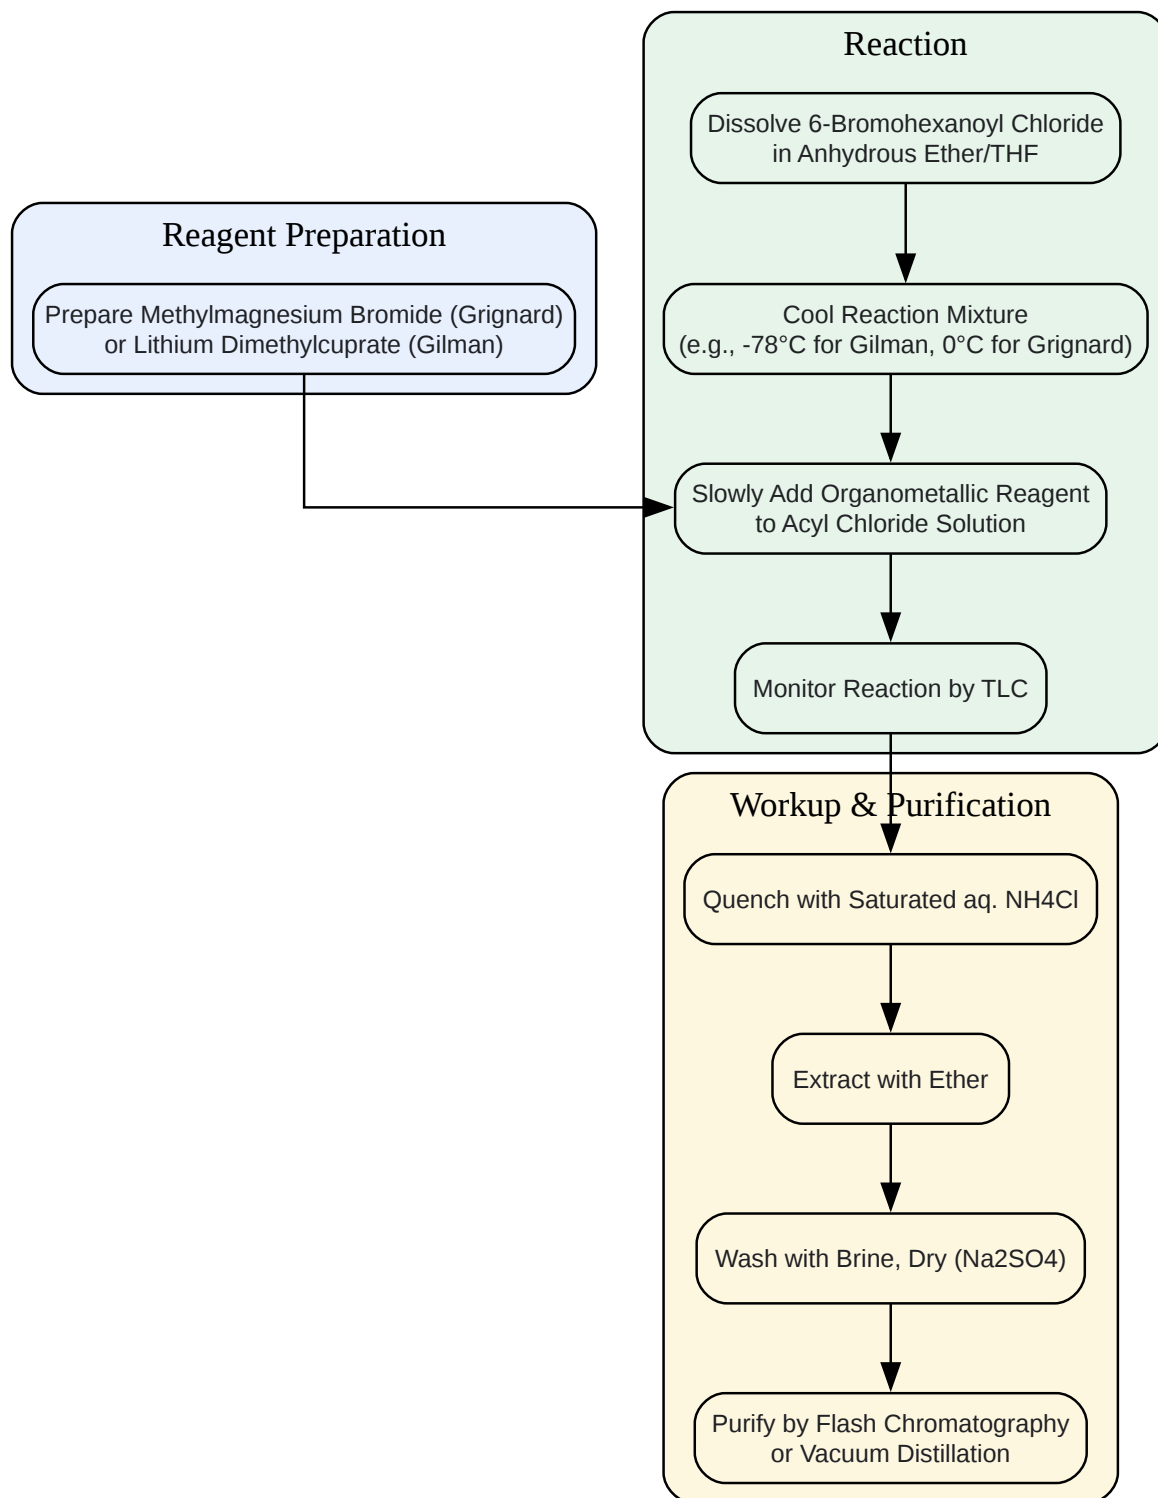 Reaction
Dissolve 6-Bromohexanoyl Chloride
in Anhydrous Ether/THF
Reagent Preparation
Prepare Methylmagnesium Bromide (Grignard)
or Lithium Dimethylcuprate (Gilman)
Cool Reaction Mixture
(e.g., -78°C for Gilman, 0°C for Grignard)
Slowly Add Organometallic Reagent
to Acyl Chloride Solution
Monitor Reaction by TLC
Workup & Purification
Quench with Saturated aq. NH4Cl
Extract with Ether
Wash with Brine, Dry (Na2SO4)
Purify by Flash Chromatography
or Vacuum Distillation